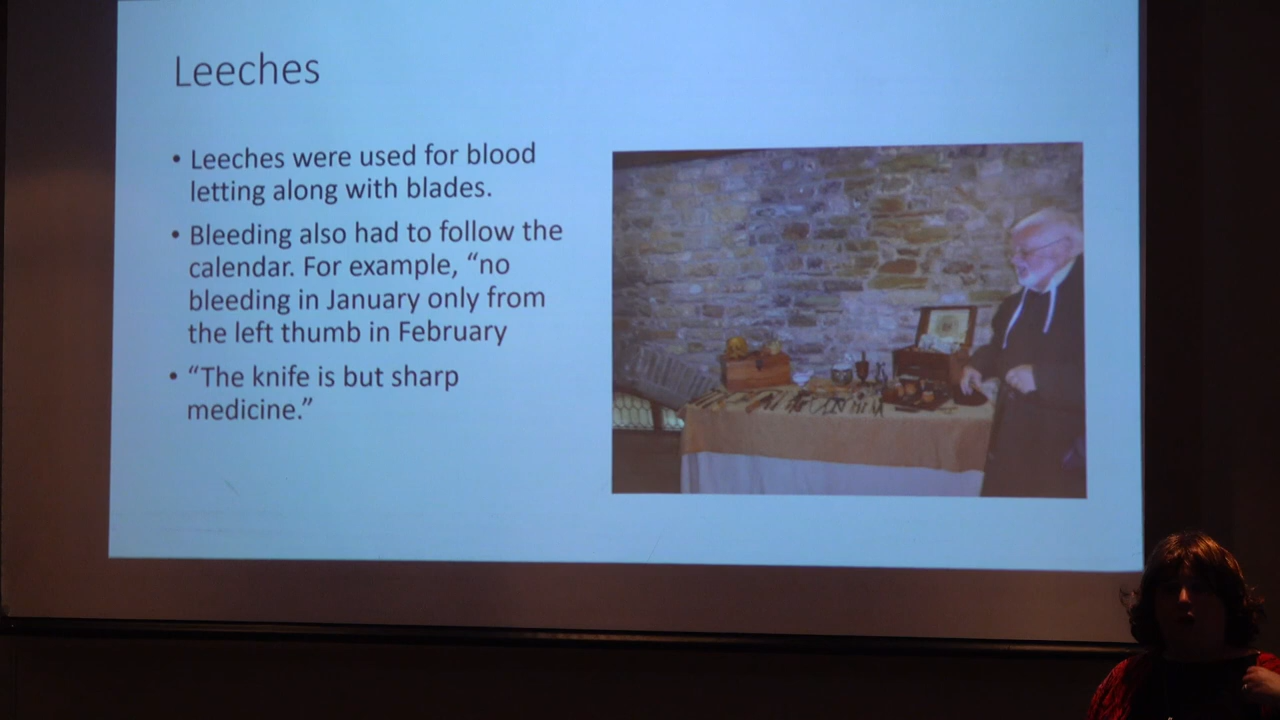 Leeches
• Leeches were used for blood
letting along with blades.
• Bleeding also had to follow the
calendar. For example, “no
bleeding in January only from
the left thumb in February
• “The knife is but sharp
medicine.”